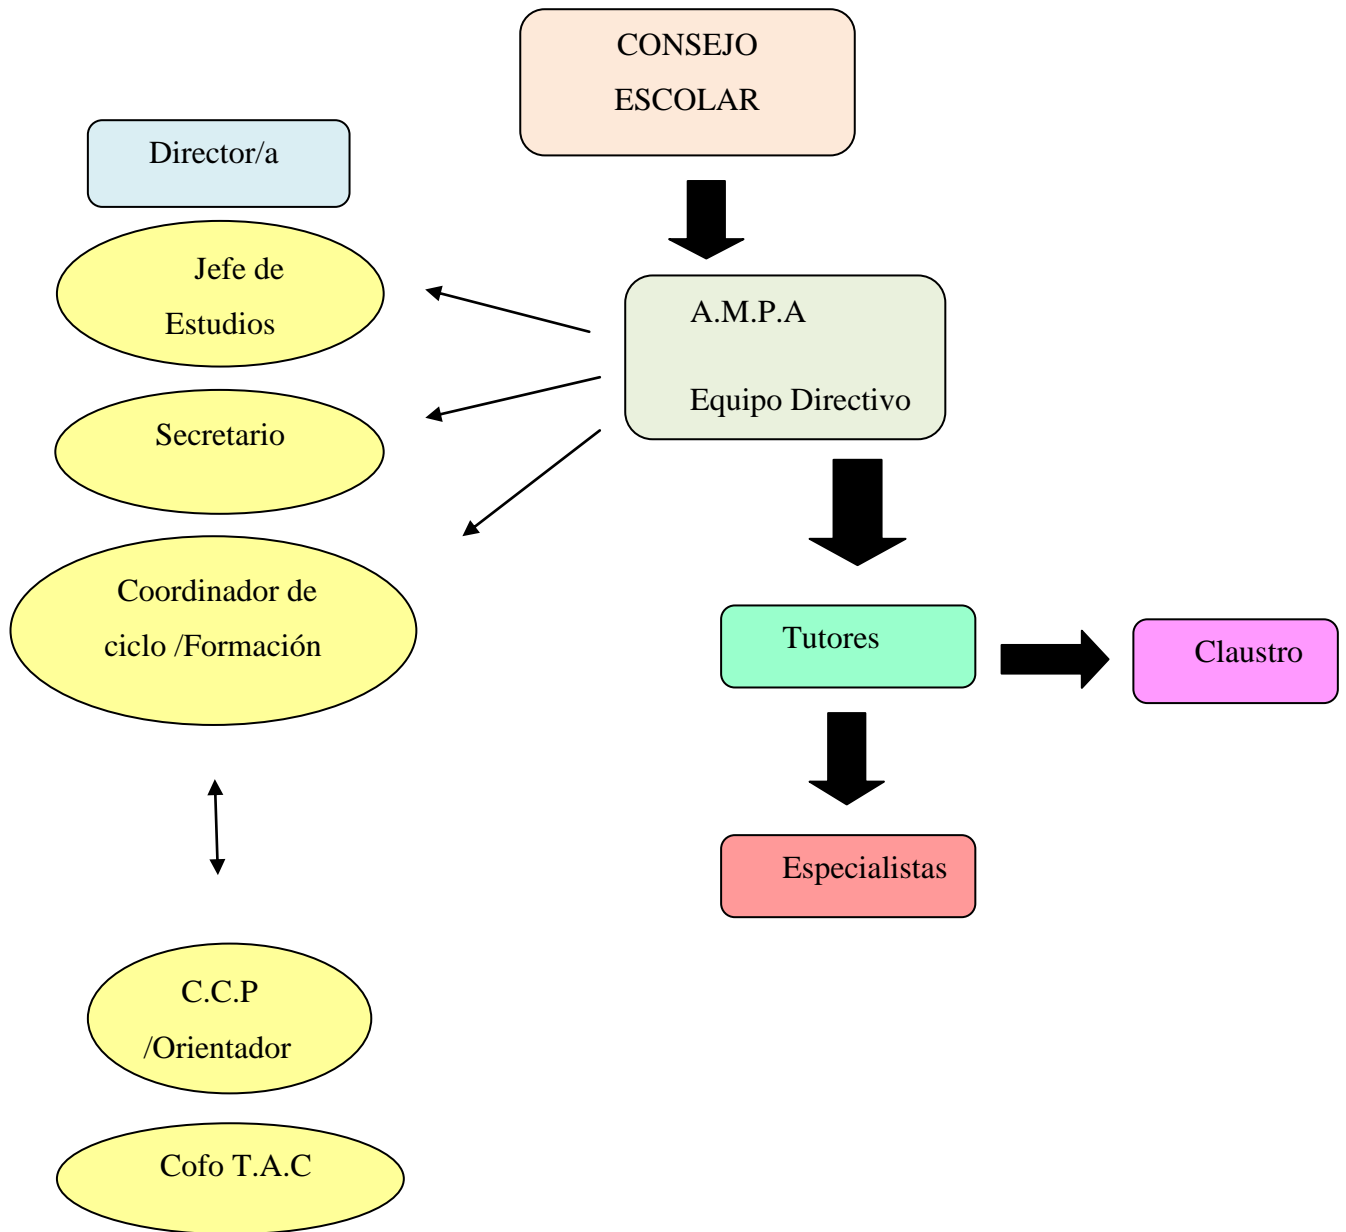 CONSEJO
ESCOLAR
Director/a
Jefe de
Estudios
A.M.P.A
Equipo Directivo
Secretario
Coordinador de
ciclo /Formación
Tutores
Claustro
Especialistas
C.C.P
/Orientador
Cofo T.A.C